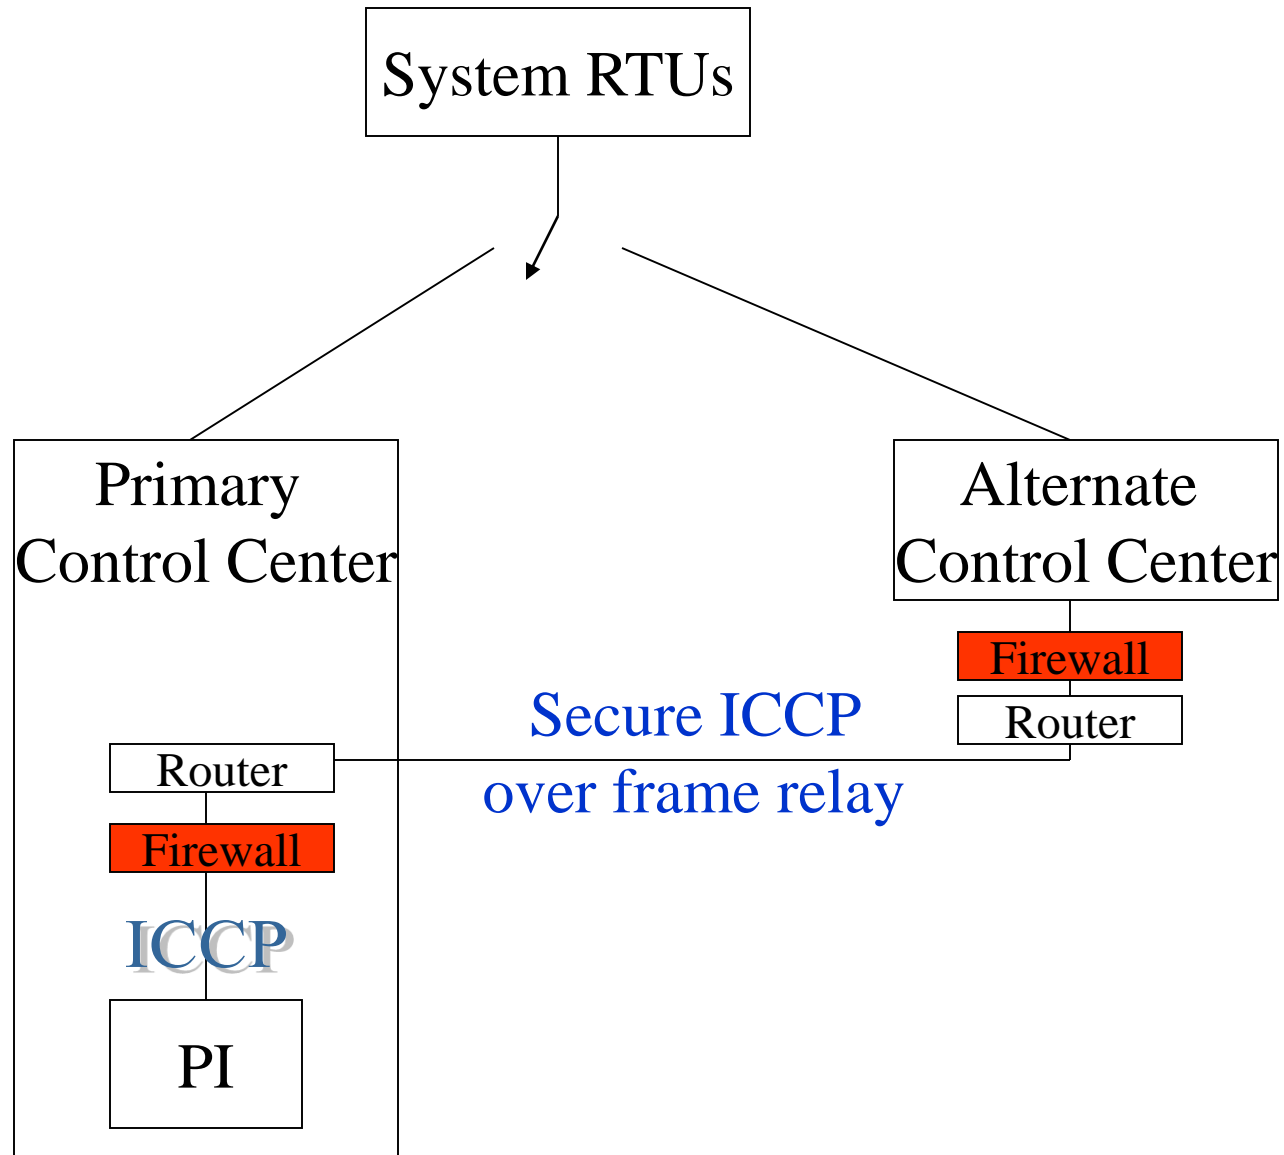 System RTUs
Primary
Control Center
Alternate
Control Center
Firewall
Router
Secure ICCP
over frame relay
Router
Firewall
ICCP
PI